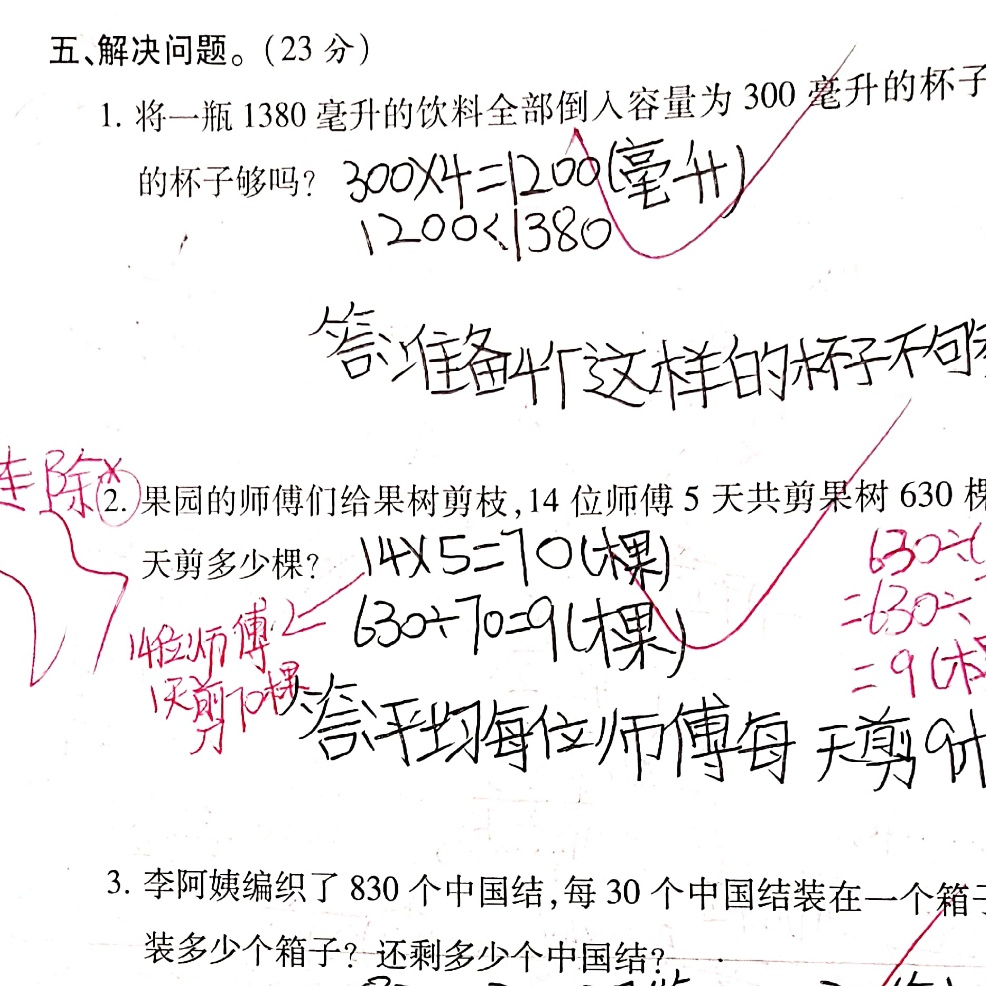 五、解决问题。(23 分)
1. 将一瓶 1380 毫升的饮料全部倒入容量为 300 毫升的杯子
的杯子够吗? 300×4=1200(毫升)
1200<1380
答:准备4个这样的杯子不够
连除
2. 果园的师傅们给果树剪枝,14 位师傅 5 天共剪果树 630 棵
天剪多少棵? 14×5=70(棵)
630÷(
630÷70=9(棵)
=630÷
14位师傅
=9(棵
1天剪70棵
答:平均每位师傅每天剪9
3. 李阿姨编织了 830 个中国结,每 30 个中国结装在一个箱子
装多少个箱子? 还剩多少个中国结?